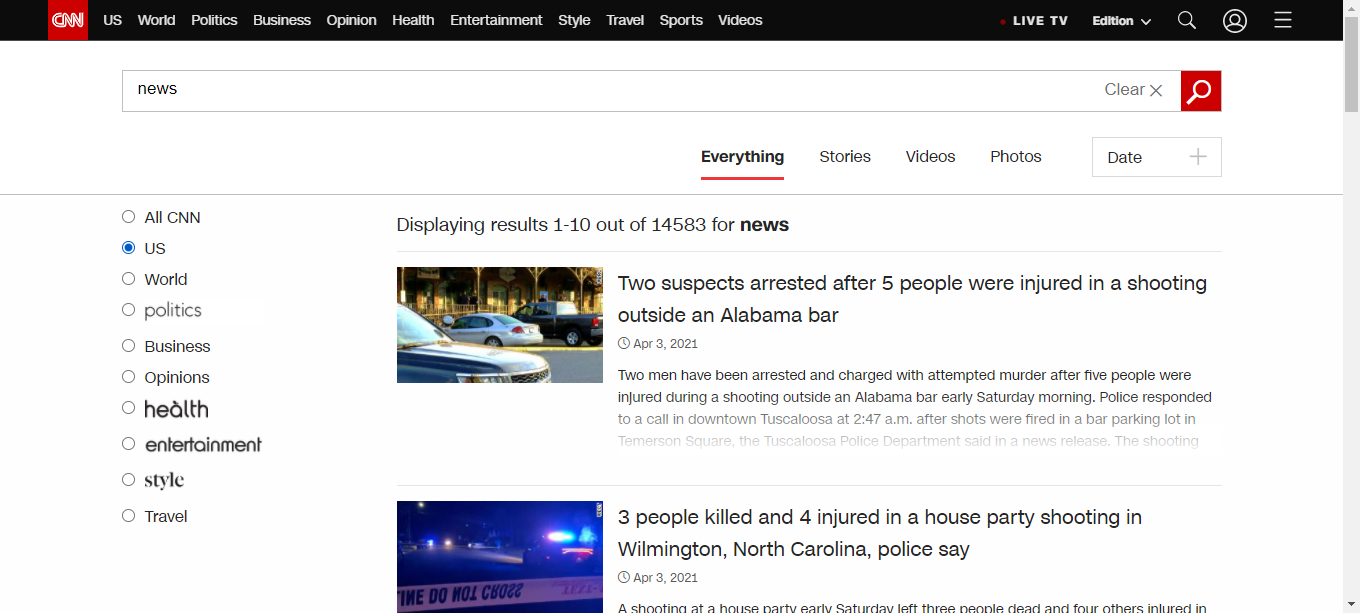 CNN US World Politics Business Opinion Health Entertainment Style Travel Sports Videos LIVE TV Edition
news Clear
Everything Stories Videos Photos Date
All CNN
US
World
politics
Business
Opinions
health
entertainment
style
Travel
Displaying results 1-10 out of 14583 for news
Two suspects arrested after 5 people were injured in a shooting
outside an Alabama bar
Apr 3, 2021
Two men have been arrested and charged with attempted murder after five people were
injured during a shooting outside an Alabama bar early Saturday morning. Police responded
to a call in downtown Tuscaloosa at 2:47 a.m. after shots were fired in a bar parking lot in
Temerson Square, the Tuscaloosa Police Department said in a news release. The shooting
3 people killed and 4 injured in a house party shooting in
Wilmington, North Carolina, police say
Apr 3, 2021
INE DO NOT CROSS
A shooting at a house party early Saturday left three people dead and four others injured in